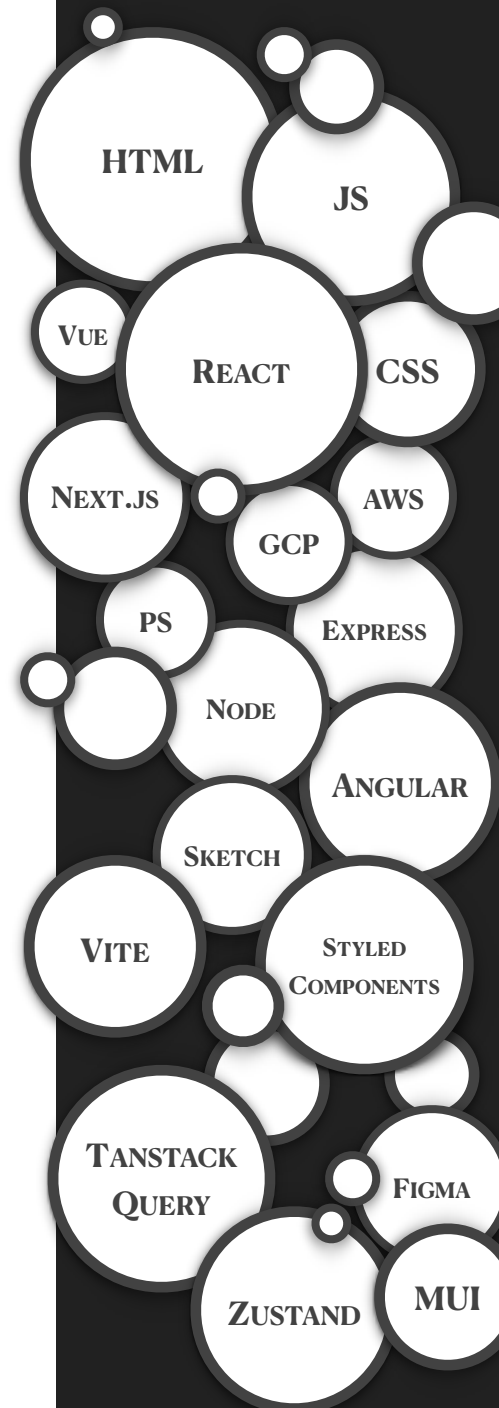 HTML
JS
Vue
React
CSS
Next.js
AWS
GCP
PS
Express
Node
Angular
Sketch
Vite
Styled
Components
Tanstack
Query
Figma
Zustand
MUI